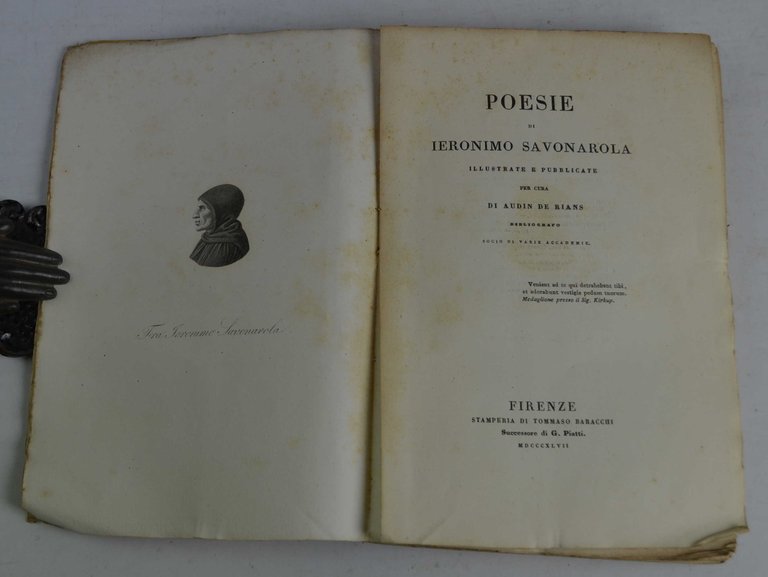 Fra Ieronimo Savonarola.
POESIE
DI
IERONIMO SAVONAROLA
ILLUSTRATE E PUBBLICATE
PER CURA
DI AUDIN DE RIANS
BIBLIOGRAFO
SOCIO DI VARIE ACCADEMIE.
Venient ad te qui detrahebant tibi,
et adorabunt vestigia pedum tuorum.
Medaglione presso il Sig. Kirkup.
FIRENZE
STAMPERIA DI TOMMASO BARACCHI
Successore di G. Piatti.
MDCCCXLVII